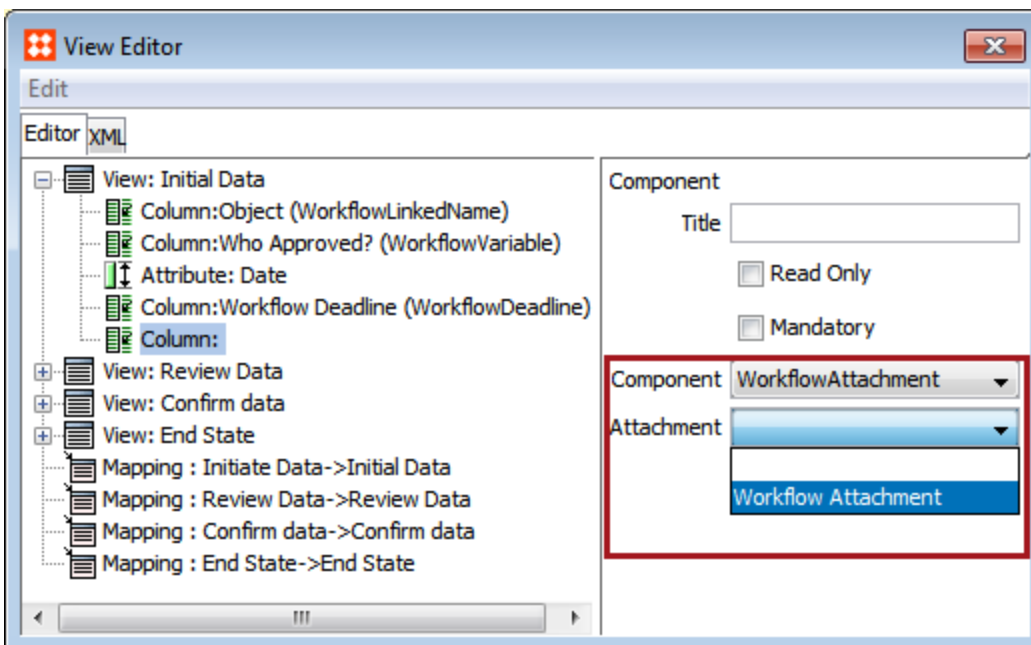 View Editor
Edit
Editor XML
View: Initial Data
Column:Object (WorkflowLinkedName)
Column:Who Approved? (WorkflowVariable)
Attribute: Date
Column:Workflow Deadline (WorkflowDeadline)
Column:
View: Review Data
View: Confirm data
View: End State
Mapping : Initiate Data->Initial Data
Mapping : Review Data->Review Data
Mapping : Confirm data->Confirm data
Mapping : End State->End State
Component
Title
Read Only
Mandatory
Component WorkflowAttachment
Attachment
Workflow Attachment